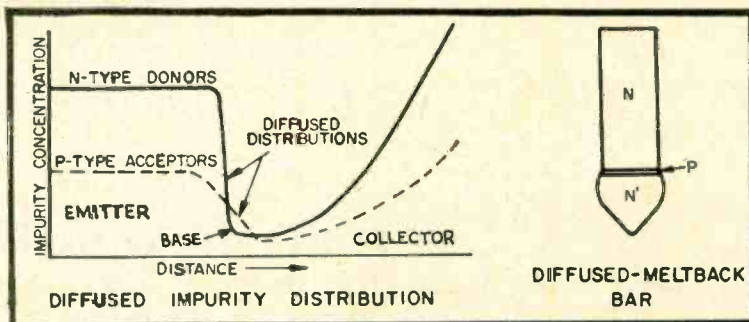 IMPURITY CONCENTRATION
N-TYPE DONORS
DIFFUSED
DISTRIBUTIONS
P-TYPE ACCEPTORS
EMITTER
BASE
COLLECTOR
DISTANCE
DIFFUSED IMPURITY DISTRIBUTION
N
P
N'
DIFFUSED-MELTBACK
BAR